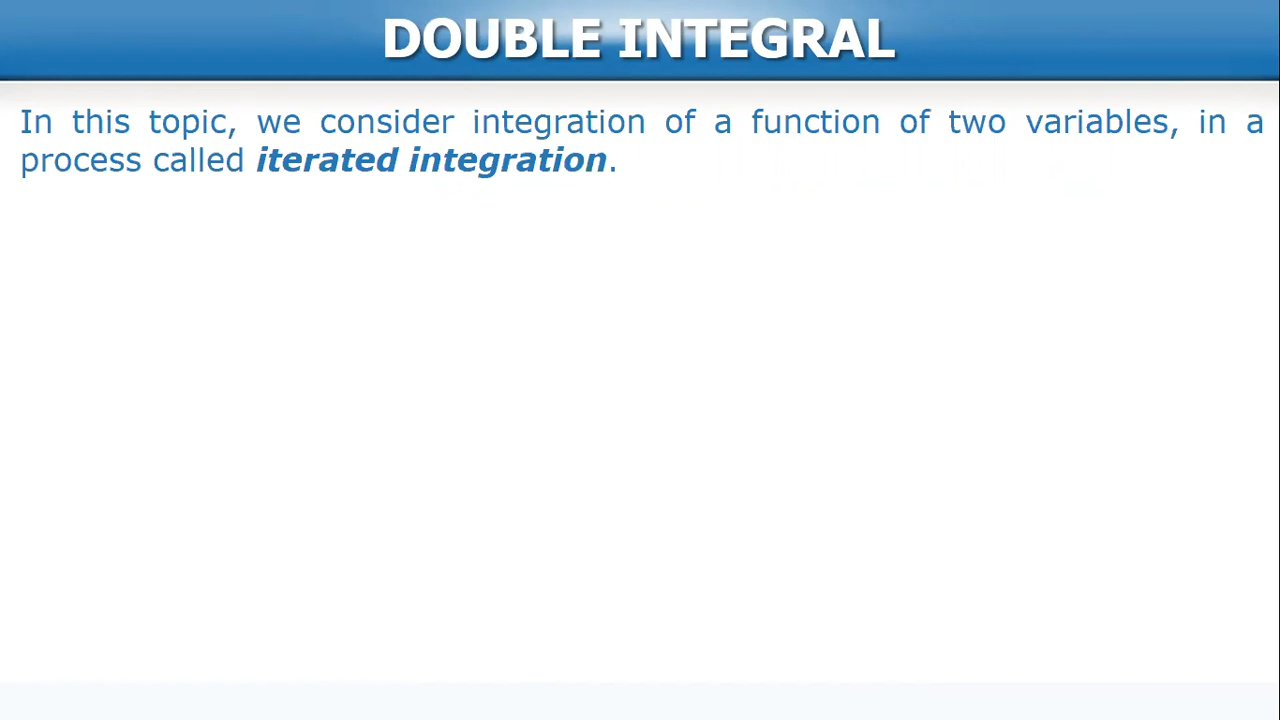 DOUBLE INTEGRAL
In this topic, we consider integration of a function of two variables, in a
process called iterated integration.